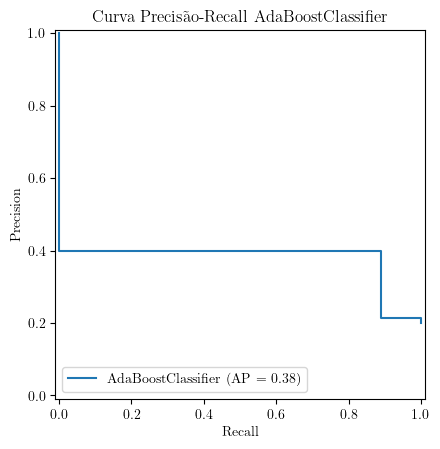 Curva Precisão-Recall AdaBoostClassifier
1.0
0.8
0.6
0.4
0.2
0.0
Precision
AdaBoostClassifier (AP = 0.38)
0.0 0.2 0.4 0.6 0.8 1.0
Recall